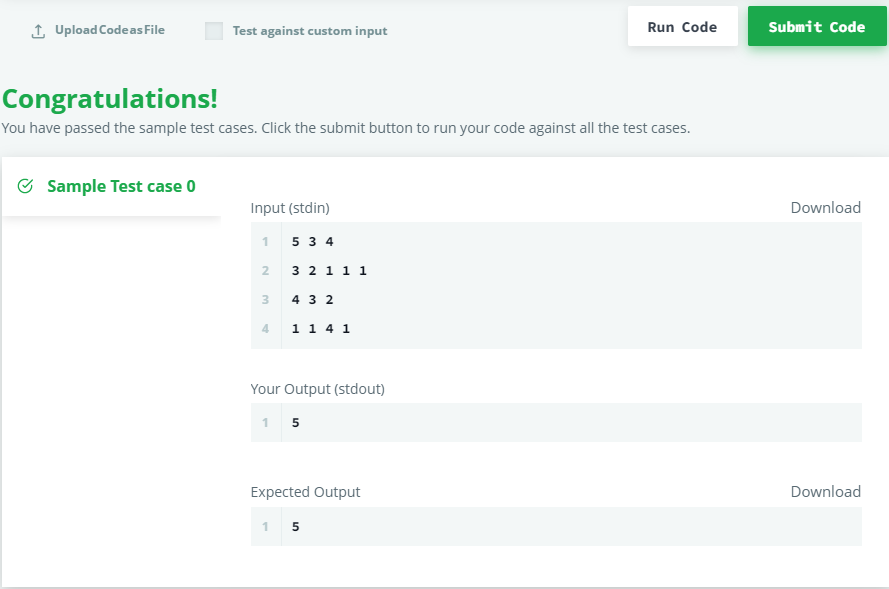 Upload Code as File
Test against custom input
Run Code
Submit Code
Congratulations!
You have passed the sample test cases. Click the submit button to run your code against all the test cases.
Sample Test case 0
Input (stdin)
Download
1 5 3 4
2 3 2 1 1 1
3 4 3 2
4 1 1 4 1
Your Output (stdout)
1 5
Expected Output
Download
1 5